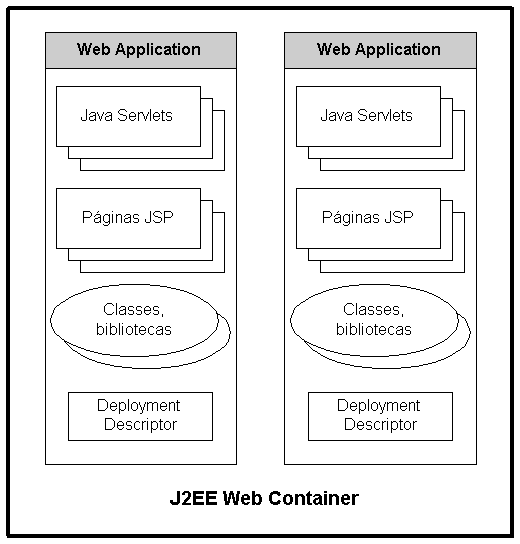 Web Application
Java Servlets
Páginas JSP
Classes,
bibliotecas
Deployment
Descriptor
Web Application
Java Servlets
Páginas JSP
Classes,
bibliotecas
Deployment
Descriptor
J2EE Web Container